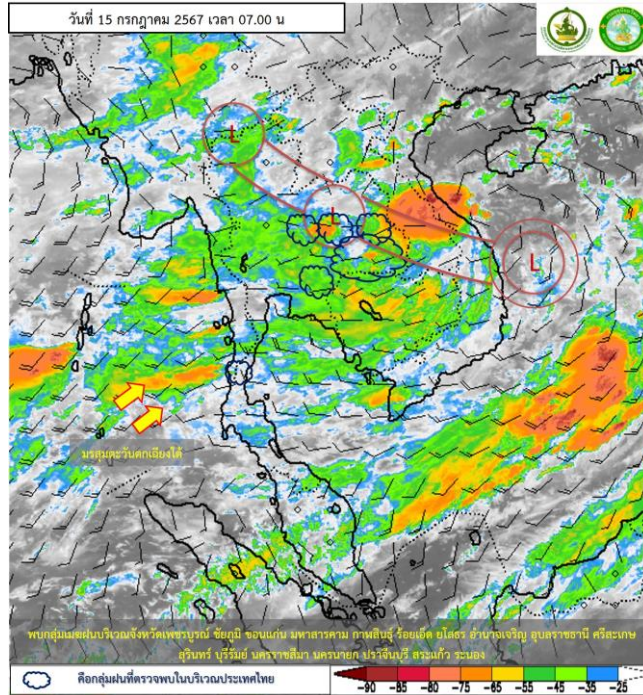 วันที่ 15 กรกฎาคม 2567 เวลา 07.00 น
L
L
L
มรสุมตะวันตกเฉียงใต้
พบกลุ่มเมฆฝนบริเวณจังหวัดเพชรบูรณ์ ชัยภูมิ ขอนแก่น มหาสารคาม กาฬสินธุ์ ร้อยเอ็ด ยโสธร อำนาจเจริญ อุบลราชธานี ศรีสะเกษ
สุรินทร์ บุรีรัมย์ นครราชสีมา นครนายก ปราจีนบุรี สระแก้ว ระนอง
คือกลุ่มฝนที่ตรวจพบในบริเวณประเทศไทย
-90 -85 -80 -75 -65 -55 -45 -35 -25